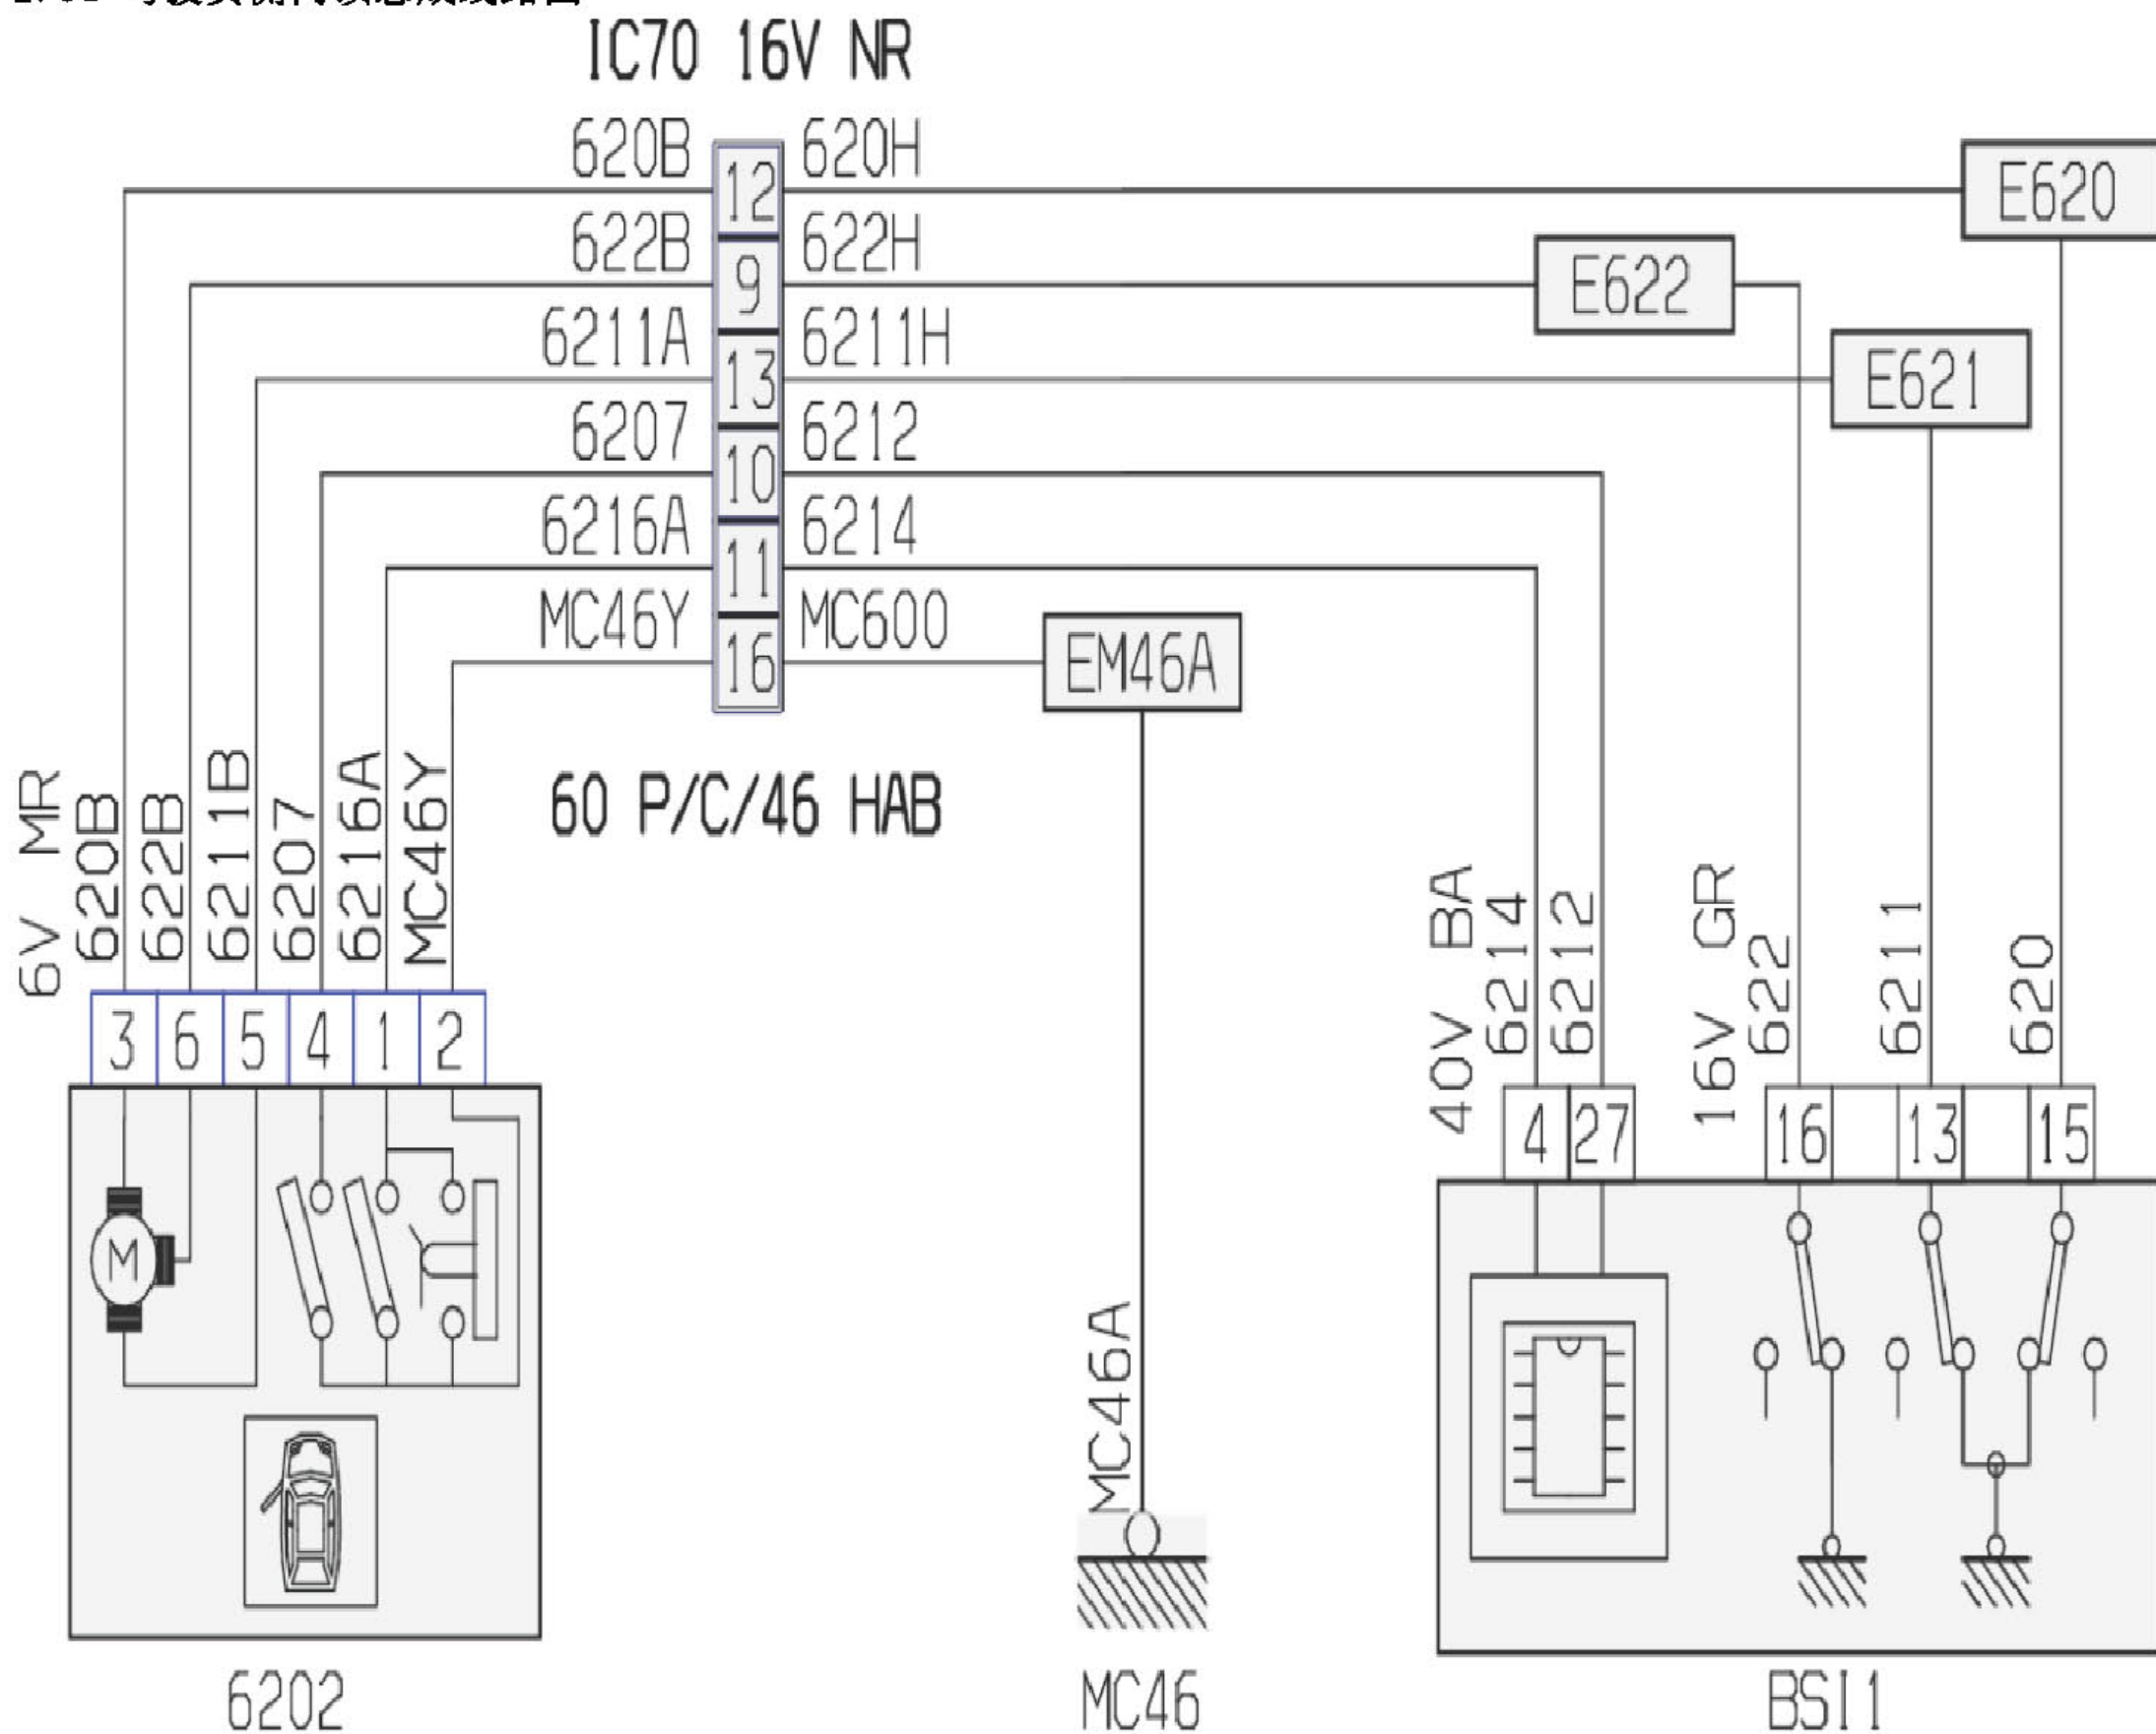 IC70 16V NR
620B 12 620H
E620
622B 9 622H
E622
6211A 13 6211H
E621
6207 10 6212
6216A 11 6214
MC46Y 16 MC600
EM46A
60 P/C/46 HAB
6V MR
620B
622B
6211B
6207
6216A
MC46Y
3 6 5 4 1 2
M
6202
MC46A
MC46
40V BA
6214
6212
16V GR
622
6211
620
4 27 16 13 15
BSI1